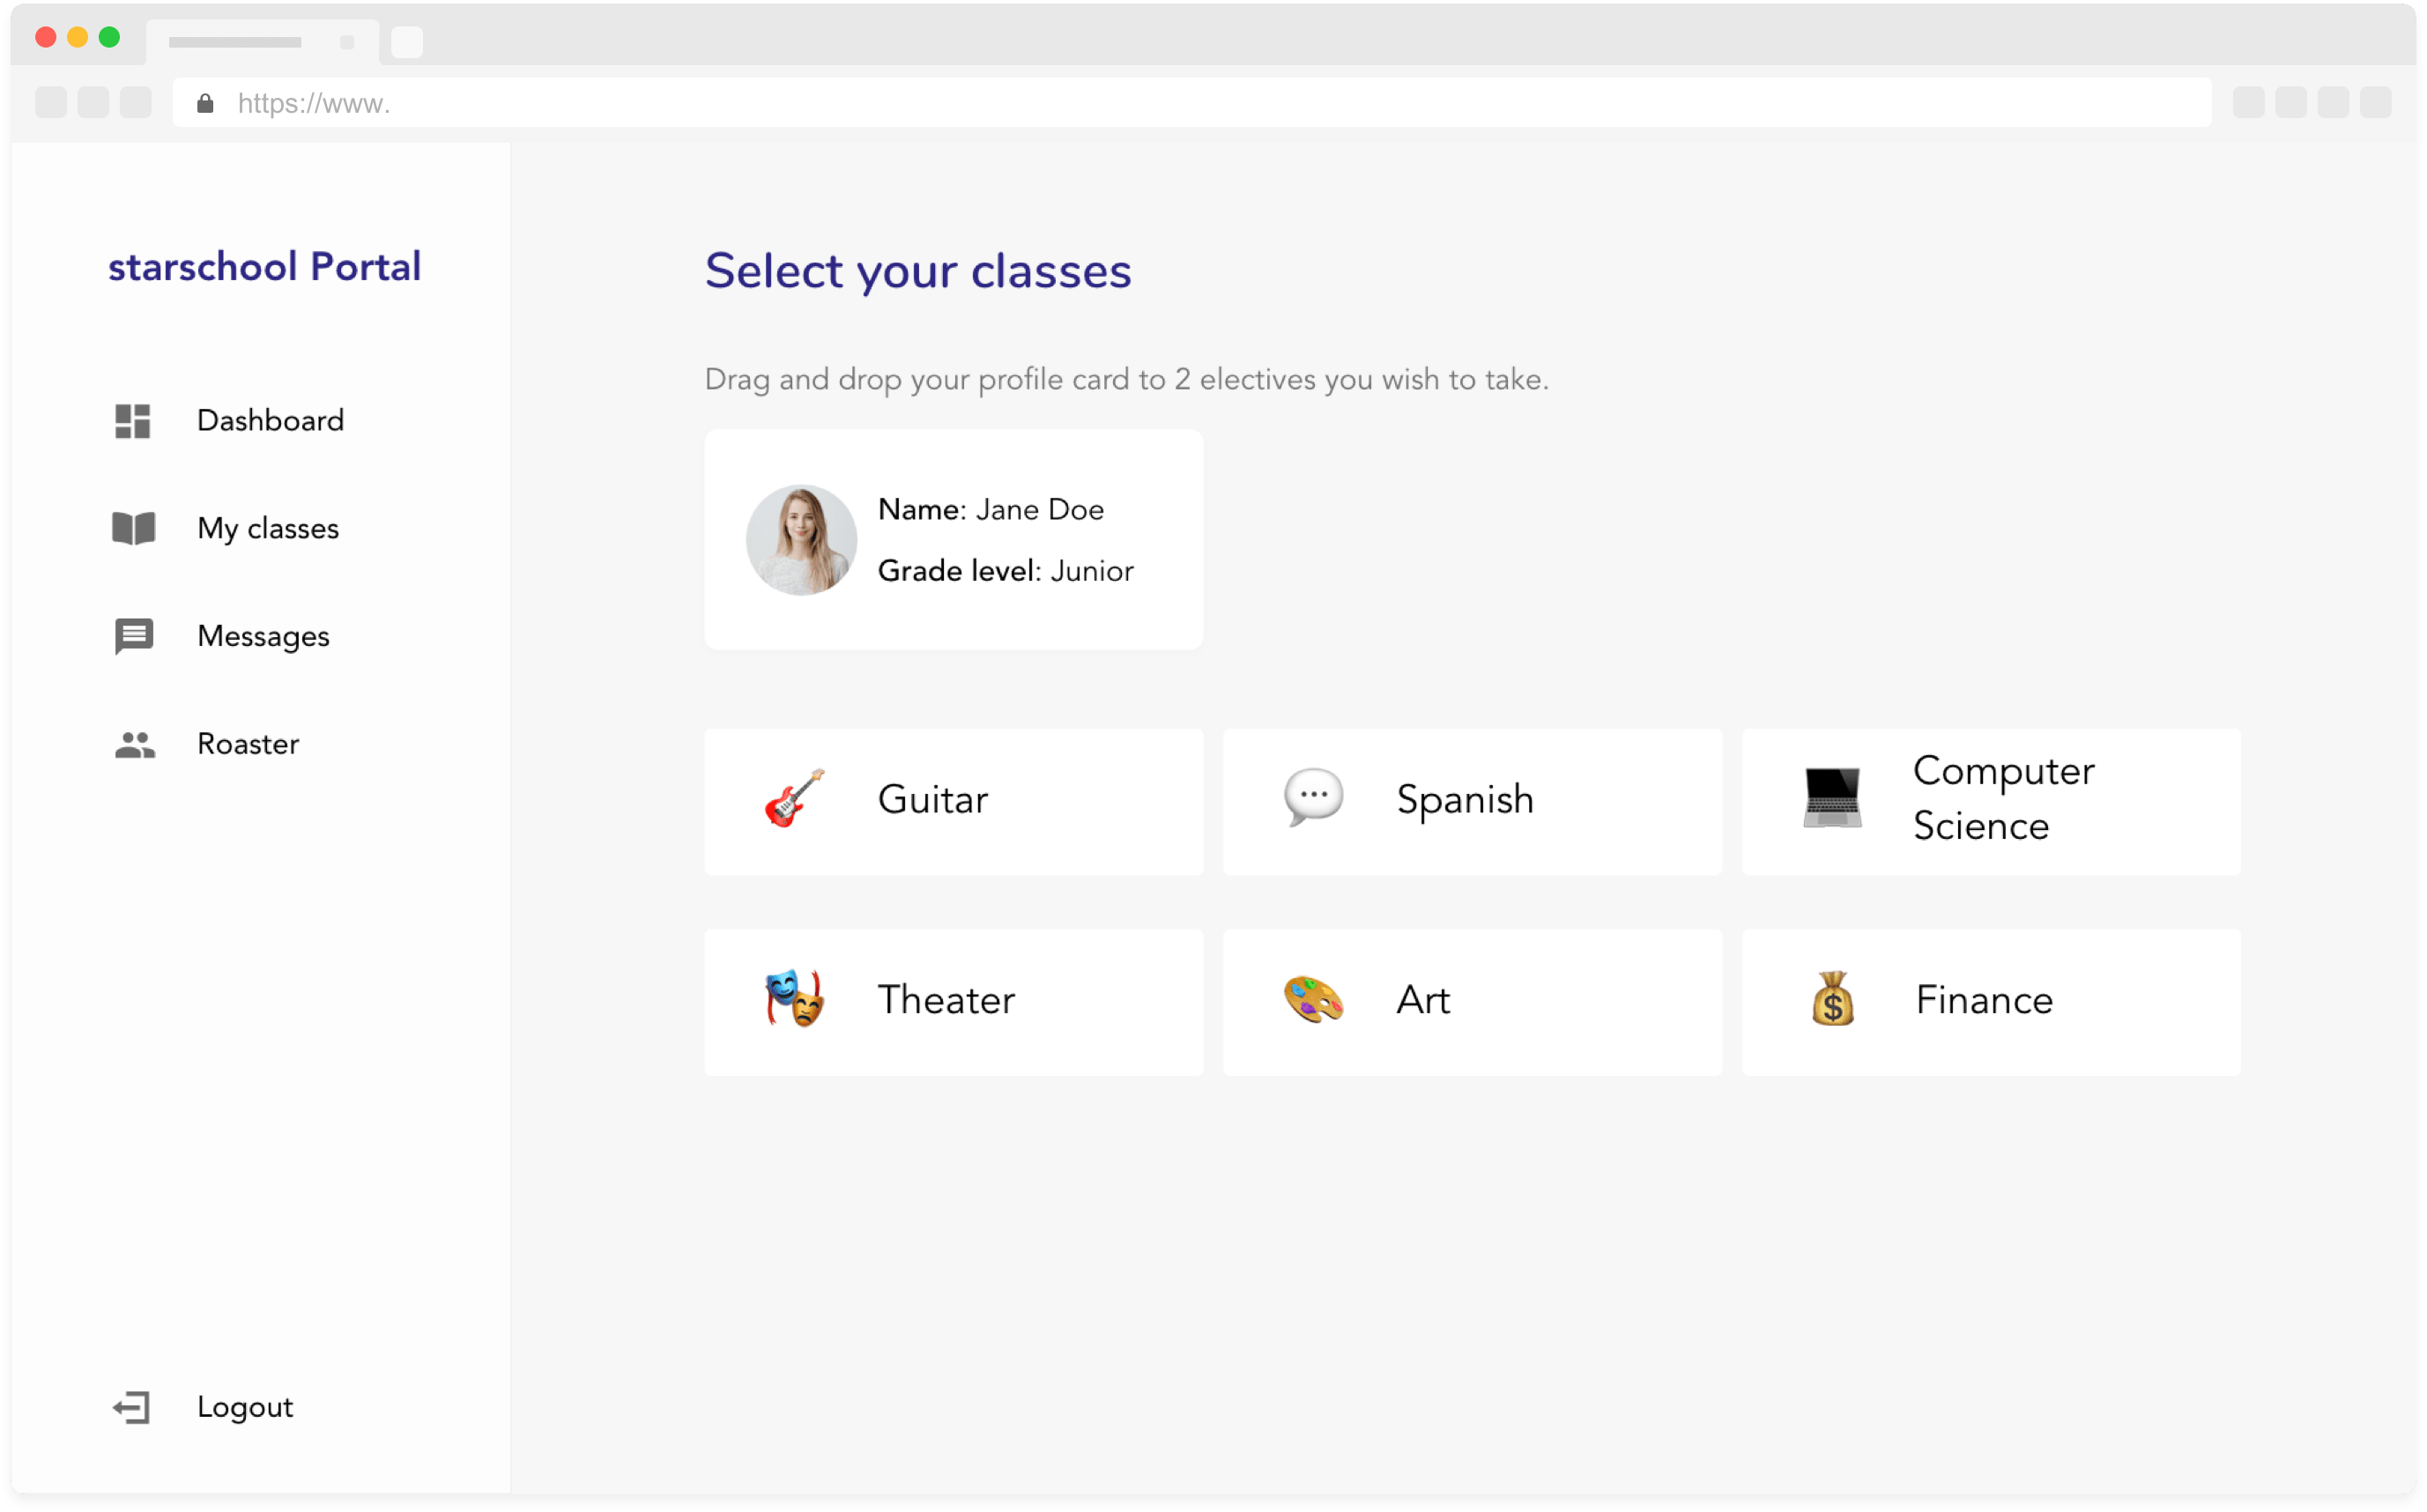 https://www.
starschool Portal
Dashboard
My classes
Messages
Roaster
Logout
Select your classes
Drag and drop your profile card to 2 electives you wish to take.
Name: Jane Doe
Grade level: Junior
Guitar
Spanish
Computer
Science
Theater
Art
Finance